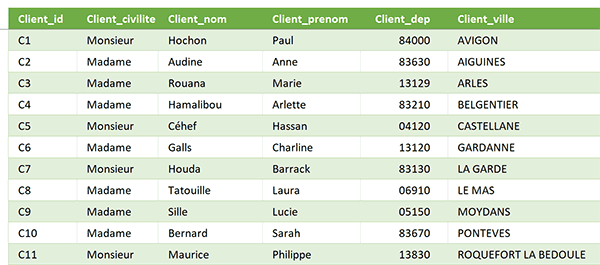 Client_id Client_civilite Client_nom Client_prenom Client_dep Client_ville
C1 Monsieur Hochon Paul 84000 AVIGON
C2 Madame Audine Anne 83630 AIGUINES
C3 Madame Rouana Marie 13129 ARLES
C4 Madame Hamalibou Arlette 83210 BELGENTIER
C5 Monsieur Céhef Hassan 04120 CASTELLANE
C6 Madame Galls Charline 13120 GARDANNE
C7 Monsieur Houda Barrack 83130 LA GARDE
C8 Madame Tatouille Laura 06910 LE MAS
C9 Madame Sille Lucie 05150 MOYDANS
C10 Madame Bernard Sarah 83670 PONTEVES
C11 Monsieur Maurice Philippe 13830 ROQUEFORT LA BEDOULE